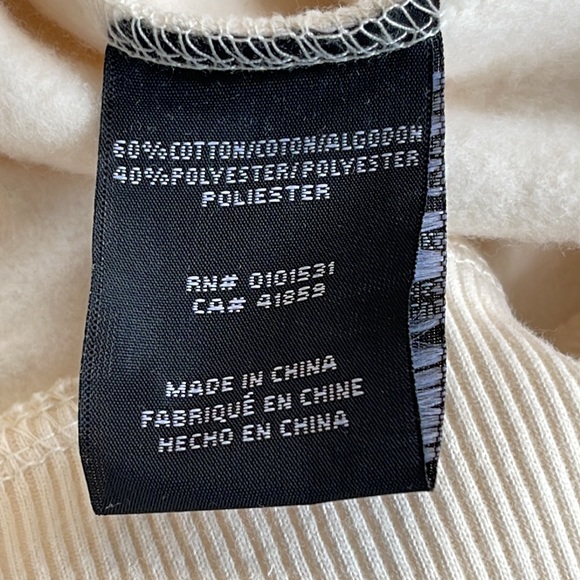 60% COTTON/COTON/ALGODON
40% POLYESTER/POLYESTER
POLIESTER
RN# 0101531
CA# 41859
MADE IN CHINA
FABRIQUÉ EN CHINE
HECHO EN CHINA